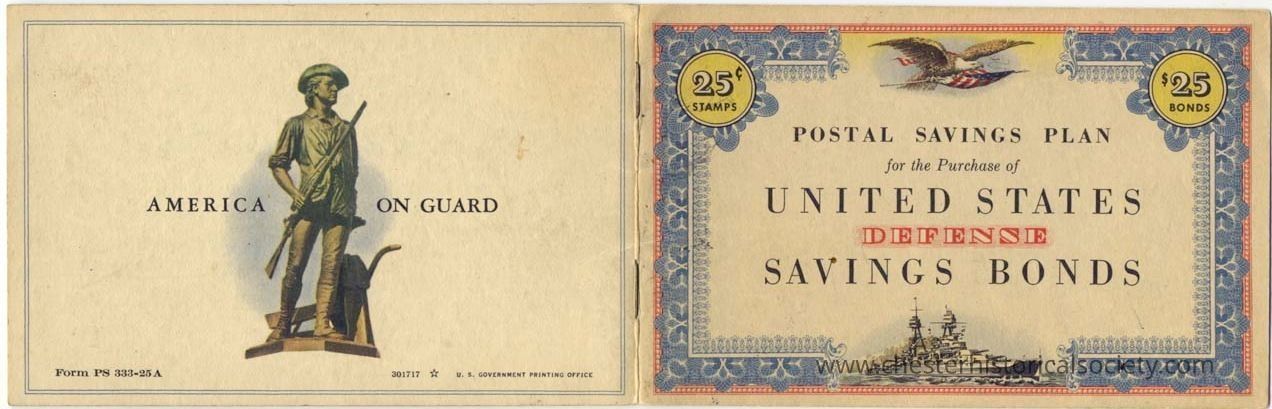 AMERICA ON GUARD
Form PS 333-25A
301717 ☆ U. S. GOVERNMENT PRINTING OFFICE
25¢
STAMPS
$25
BONDS
POSTAL SAVINGS PLAN
for the Purchase of
UNITED STATES
DEFENSE
SAVINGS BONDS
www.chesterhistoricalsociety.com